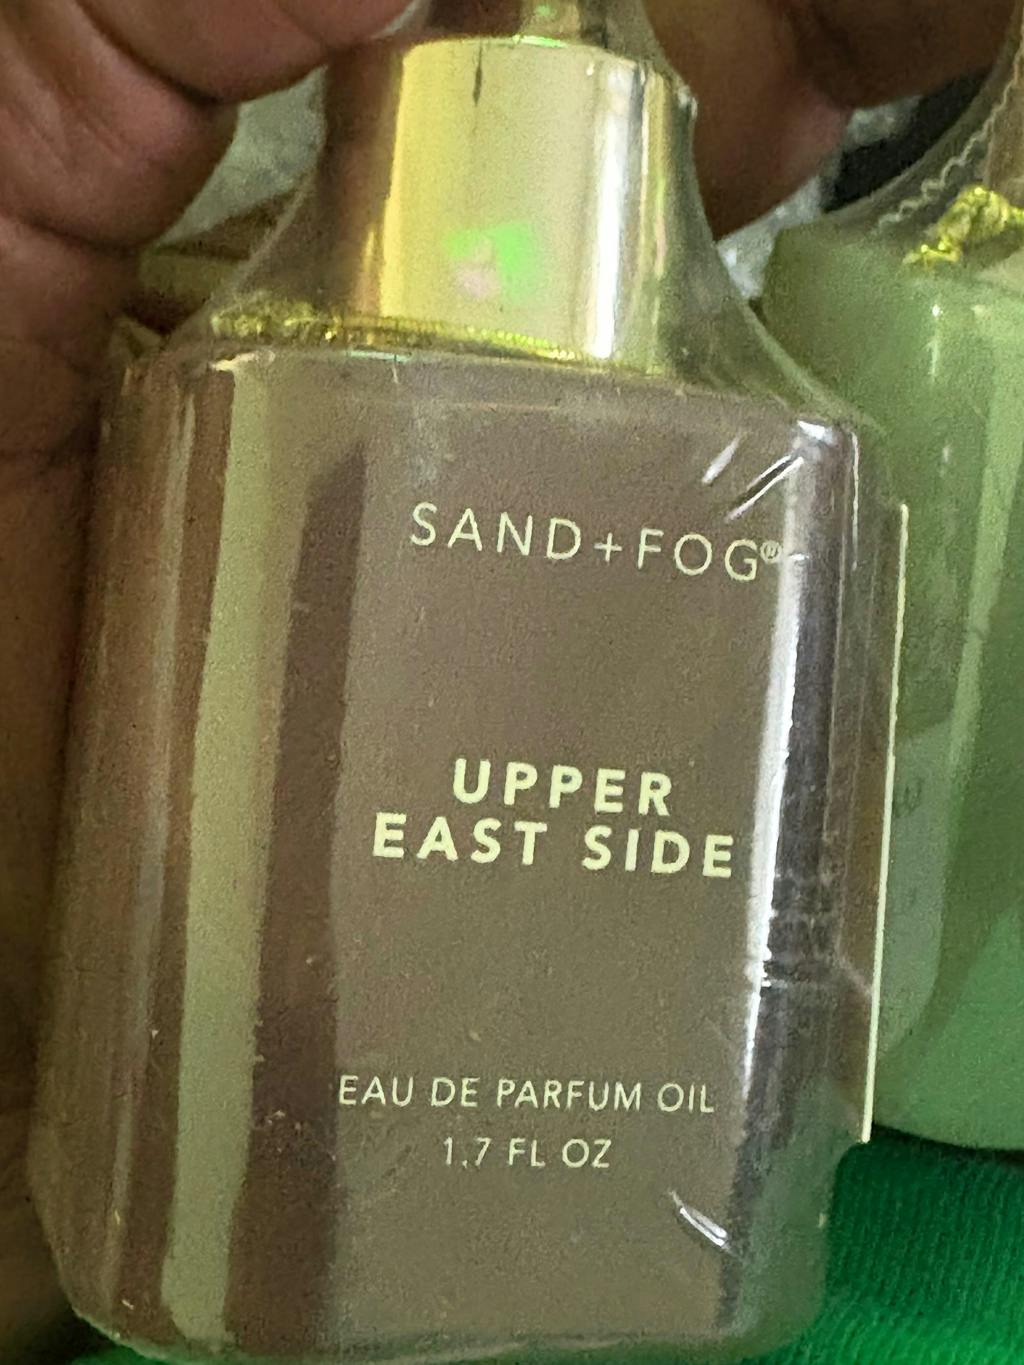 SAND+FOG®
UPPER
EAST SIDE
EAU DE PARFUM OIL
1.7 FL OZ